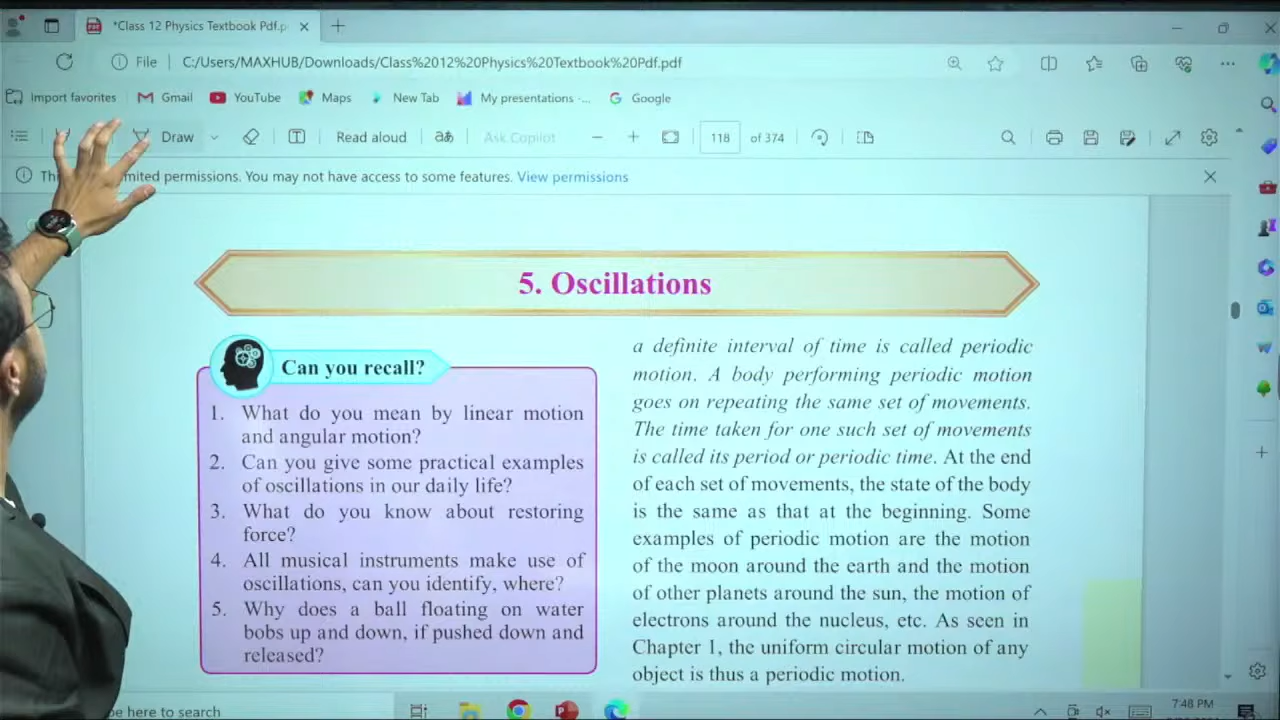 *Class 12 Physics Textbook Pdf.p
File C:/Users/MAXHUB/Downloads/Class%2012%20Physics%20Textbook%20Pdf.pdf
Import favorites Gmail YouTube Maps New Tab My presentations -... Google
Draw Read aloud Ask Copilot 118 of 374
mited permissions. You may not have access to some features. View permissions
5. Oscillations
Can you recall?
1. What do you mean by linear motion
and angular motion?
2. Can you give some practical examples
of oscillations in our daily life?
3. What do you know about restoring
force?
4. All musical instruments make use of
oscillations, can you identify, where?
5. Why does a ball floating on water
bobs up and down, if pushed down and
released?
a definite interval of time is called periodic
motion. A body performing periodic motion
goes on repeating the same set of movements.
The time taken for one such set of movements
is called its period or periodic time. At the end
of each set of movements, the state of the body
is the same as that at the beginning. Some
examples of periodic motion are the motion
of the moon around the earth and the motion
of other planets around the sun, the motion of
electrons around the nucleus, etc. As seen in
Chapter 1, the uniform circular motion of any
object is thus a periodic motion.
pe here to search
7:48 PM